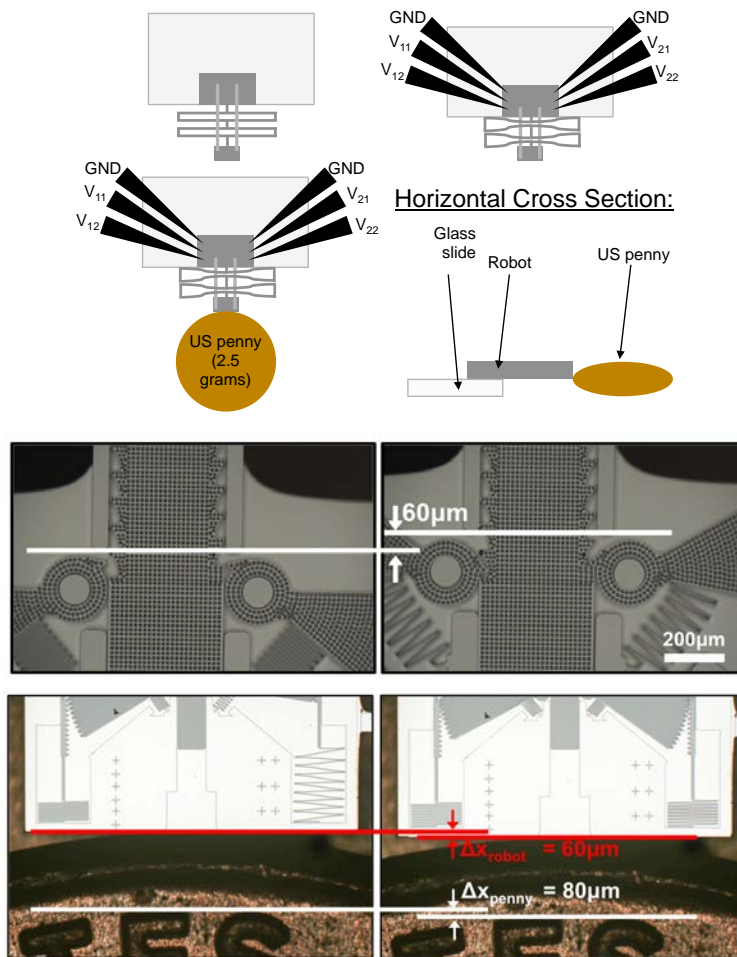 GND
V11
V12
GND
V21
V22
GND
V11
V12
GND
V21
V22
US penny
(2.5
grams)
Horizontal Cross Section:
Glass
slide
Robot
US penny
60μm
200μm
Δxrobot = 60μm
Δxpenny = 80μm
TES